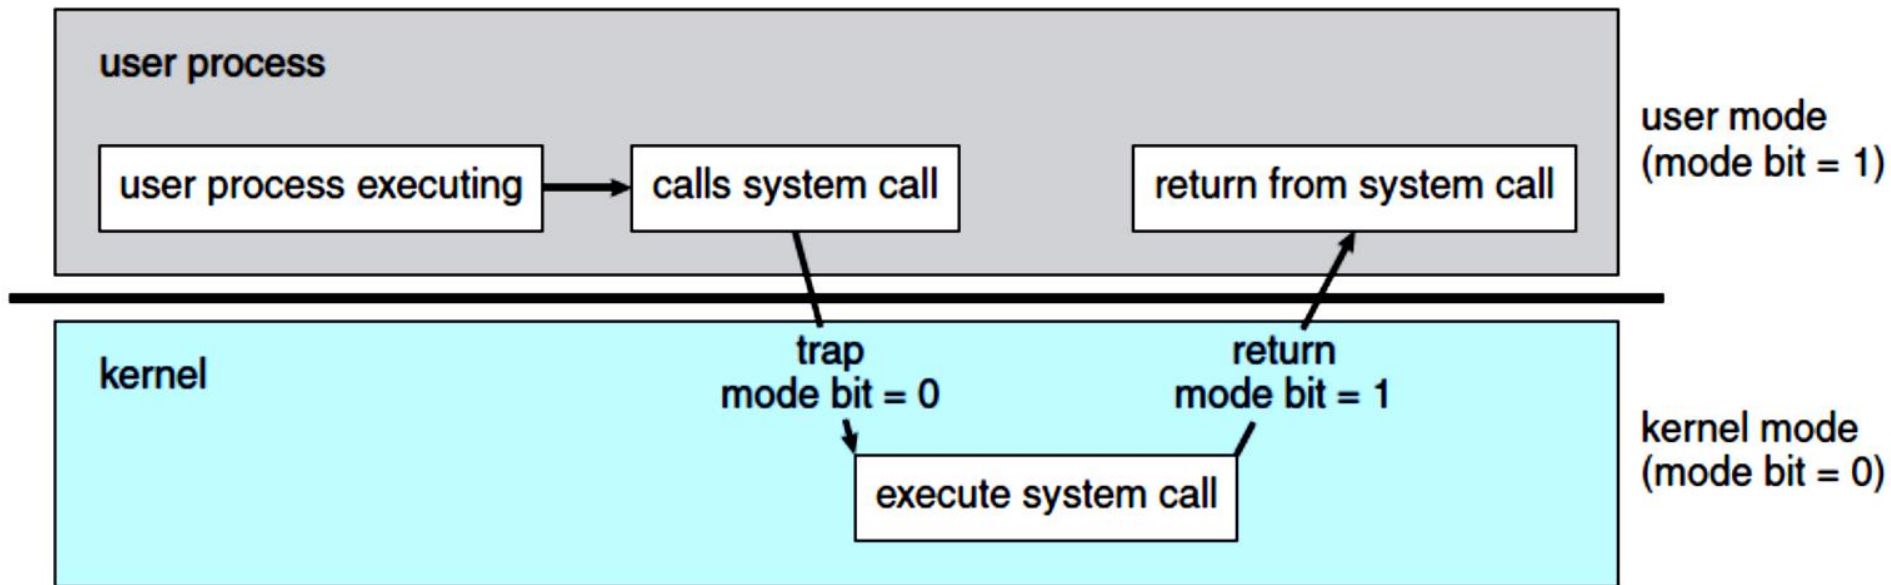 user process
user process executing
calls system call
return from system call
user mode
(mode bit = 1)
kernel
trap
mode bit = 0
return
mode bit = 1
execute system call
kernel mode
(mode bit = 0)